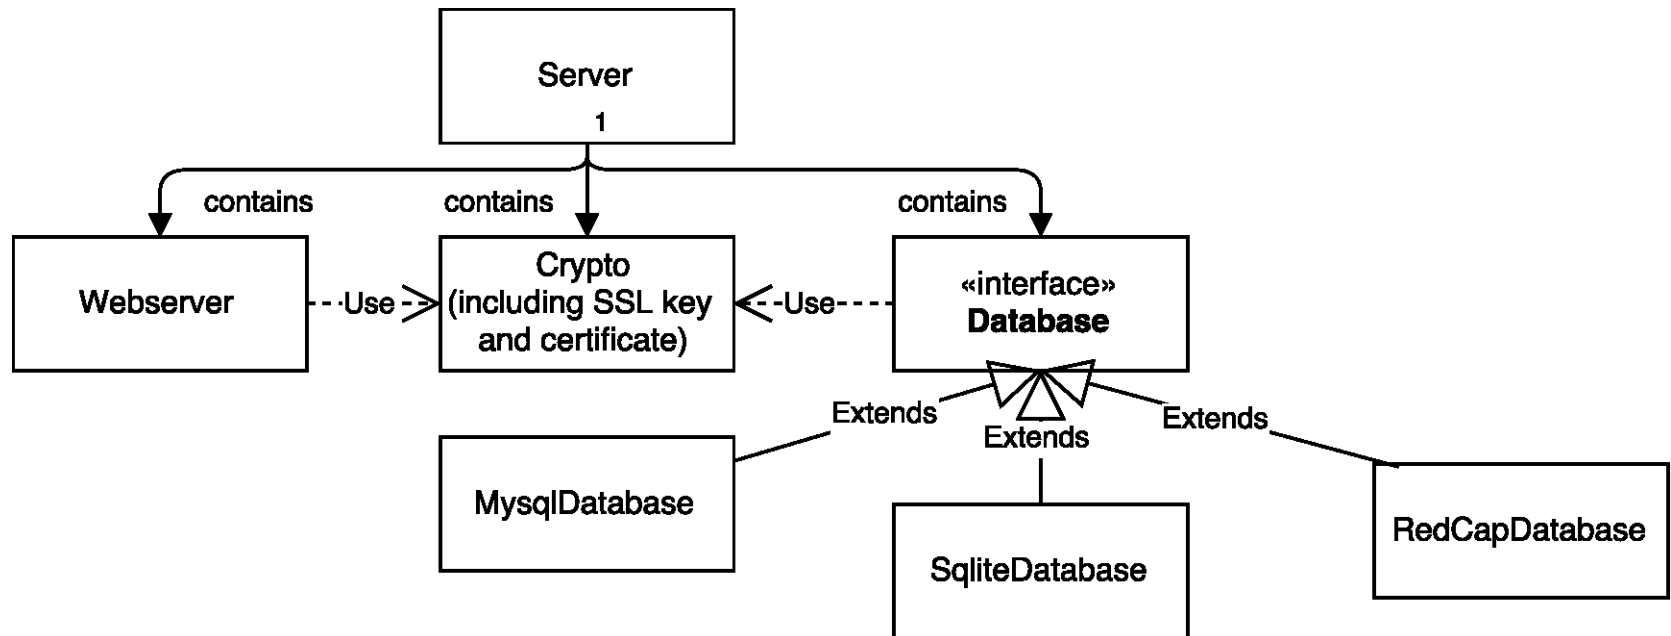 Server
1
contains
contains
contains
Webserver
Use
Crypto
(including SSL key
and certificate)
Use
«interface»
Database
Extends
Extends
Extends
MysqlDatabase
SqliteDatabase
RedCapDatabase